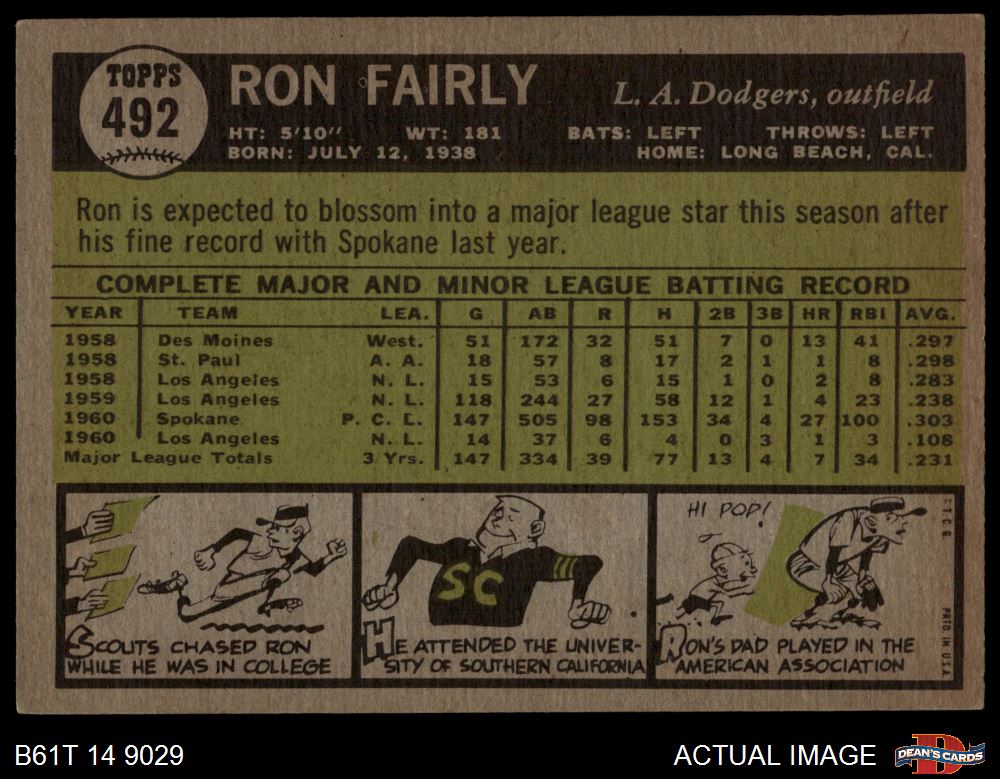 TOPPS
492
RON FAIRLY
L. A. Dodgers, outfield
HT: 5'10" WT: 181 BATS: LEFT THROWS: LEFT
BORN: JULY 12, 1938 HOME: LONG BEACH, CAL.
Ron is expected to blossom into a major league star this season after
his fine record with Spokane last year.
COMPLETE MAJOR AND MINOR LEAGUE BATTING RECORD
YEAR TEAM LEA. G AB R H 2B 3B HR RBI AVG.
1958 Des Moines West. 51 172 32 51 7 0 13 41 .297
1958 St. Paul A. A. 18 57 8 17 2 1 1 8 .298
1958 Los Angeles N. L. 15 53 6 15 1 0 2 8 .283
1959 Los Angeles N. L. 118 244 27 58 12 1 4 23 .238
1960 Spokane P. C. L. 147 505 98 153 34 4 27 100 .303
1960 Los Angeles N. L. 14 37 6 4 0 3 1 3 .108
Major League Totals 3 Yrs. 147 334 39 77 13 4 7 34 .231
SCOUTS CHASED RON
WHILE HE WAS IN COLLEGE
SC
HE ATTENDED THE UNIVER-
SITY OF SOUTHERN CALIFORNIA
HI POP!
RON'S DAD PLAYED IN THE
AMERICAN ASSOCIATION
© T.C.G. PRTD IN U.S.A.
B61T 14 9029
ACTUAL IMAGE
D
DEAN'S CARDS